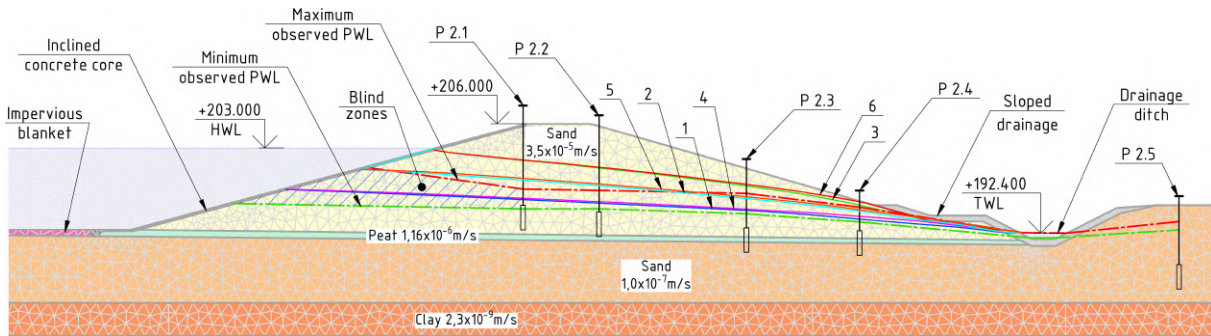 Maximum
observed PWL
Inclined
concrete core
Minimum
observed PWL
P 2.1
P 2.2
Impervious
blanket
+203.000
HWL
Blind
zones
+206.000
5
2
1
4
P 2.3
6
3
P 2.4
Sloped
drainage
Drainage
ditch
P 2.5
Sand
3,5x10⁻⁵m/s
+192.400
TWL
Peat 1,16x10⁻⁶m/s
Sand
1,0x10⁻⁷m/s
Clay 2,3x10⁻⁹m/s